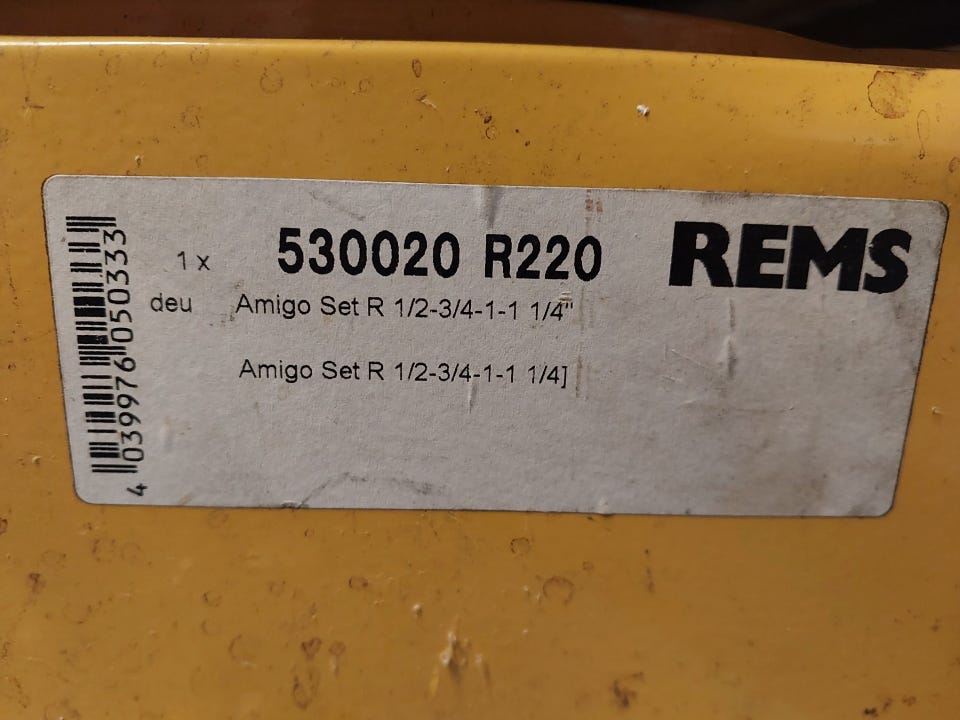 4 039976 050333
1 x 530020 R220
REMS
deu Amigo Set R 1/2-3/4-1-1 1/4"
Amigo Set R 1/2-3/4-1-1 1/4]